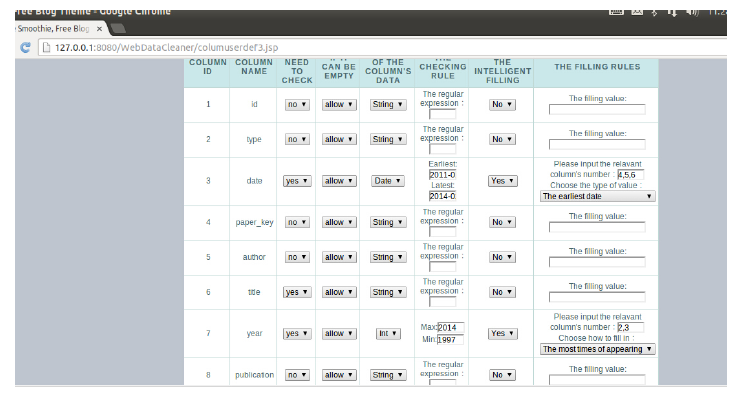 ree Blog Theme - Google Chrome
Smoothie, Free Blog ×
127.0.0.1:8080/WebDataCleaner/columuserdef3.jsp
COLUMN ID COLUMN NAME NEED TO CHECK CAN BE EMPTY OF THE COLUMN'S DATA CHECKING RULE THE INTELLIGENT FILLING THE FILLING RULES
1 id no allow String The regular expression : No The filling value:
2 type no allow String The regular expression : No The filling value:
3 date yes allow Date Earliest: 2011-0 Latest: 2014-0 Yes Please input the relavant column's number : 4,5,6 Choose the type of value : The earliest date
4 paper_key no allow String The regular expression : No The filling value:
5 author no allow String The regular expression : No The filling value:
6 title yes allow String The regular expression : No The filling value:
7 year yes allow Int Max:2014 Min:1997 Yes Please input the relavant column's number : 2,3 Choose how to fill in : The most times of appearing
8 publication no allow String The regular expression : No The filling value: